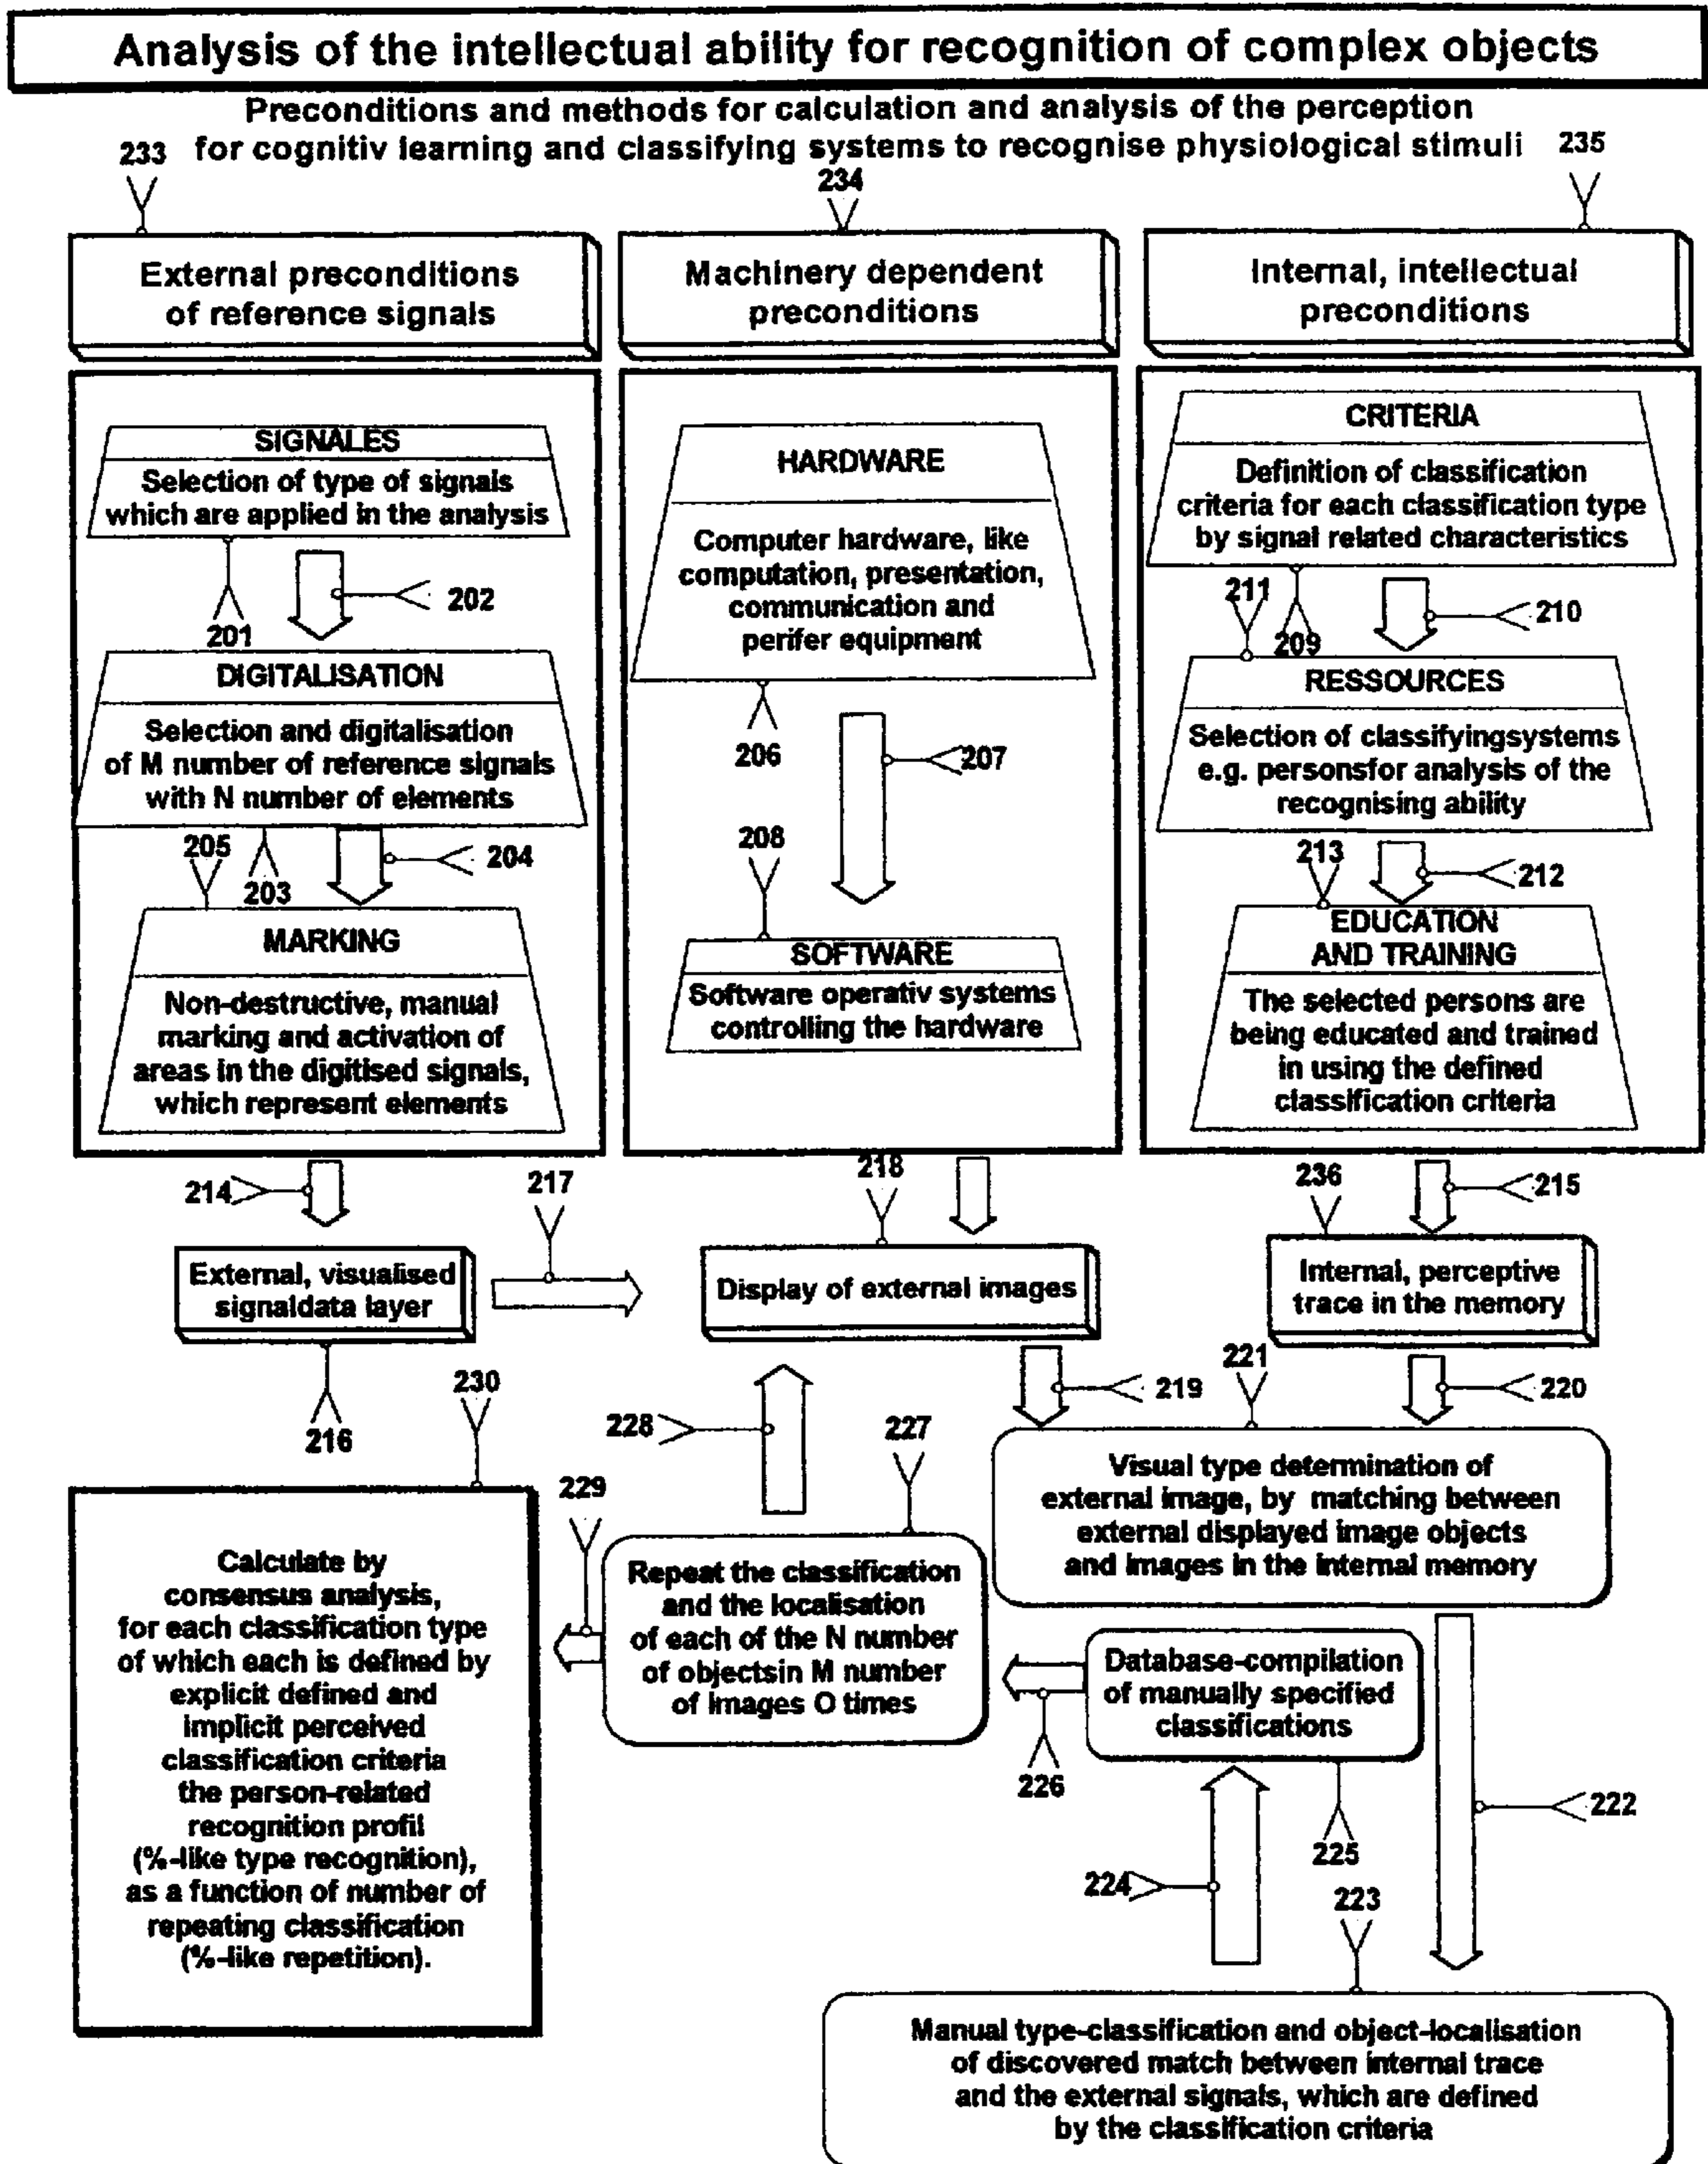 Analysis of the intellectual ability for recognition of complex objects
Preconditions and methods for calculation and analysis of the perception
for cognitiv learning and classifying systems to recognise physiological stimuli
233
234
235
External preconditions
of reference signals
Machinery dependent
preconditions
Internal, intellectual
preconditions
SIGNALES
Selection of type of signals
which are applied in the analysis
201
202
DIGITALISATION
Selection and digitalisation
of M number of reference signals
with N number of elements
205
203
204
MARKING
Non-destructive, manual
marking and activation of
areas in the digitised signals,
which represent elements
HARDWARE
Computer hardware, like
computation, presentation,
communication and
perifer equipment
206
207
208
SOFTWARE
Software operativ systems
controlling the hardware
CRITERIA
Definition of classification
criteria for each classification type
by signal related characteristics
211
209
210
RESSOURCES
Selection of classifyingsystems
e.g. personsfor analysis of the
recognising ability
213
212
EDUCATION
AND TRAINING
The selected persons are
being educated and trained
in using the defined
classification criteria
214
217
218
236
215
External, visualised
signaldata layer
Display of external images
Internal, perceptive
trace in the memory
216
230
228
227
219
221
220
229
Visual type determination of
external image, by matching between
external displayed image objects
and images in the internal memory
Calculate by
consensus analysis,
for each classification type
of which each is defined by
explicit defined and
implicit perceived
classification criteria
the person-related
recognition profil
(%-like type recognition),
as a function of number of
repeating classification
(%-like repetition).
Repeat the classification
and the localisation
of each of the N number
of objectsin M number
of images O times
Database-compilation
of manually specified
classifications
226
225
222
224
223
Manual type-classification and object-localisation
of discovered match between internal trace
and the external signals, which are defined
by the classification criteria